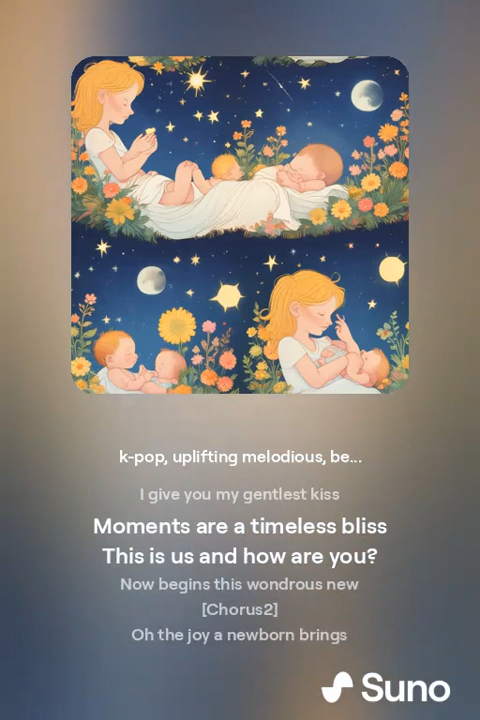 k-pop, uplifting melodious, be...
I give you my gentlest kiss
Moments are a timeless bliss
This is us and how are you?
Now begins this wondrous new
[Chorus2]
Oh the joy a newborn brings
Suno